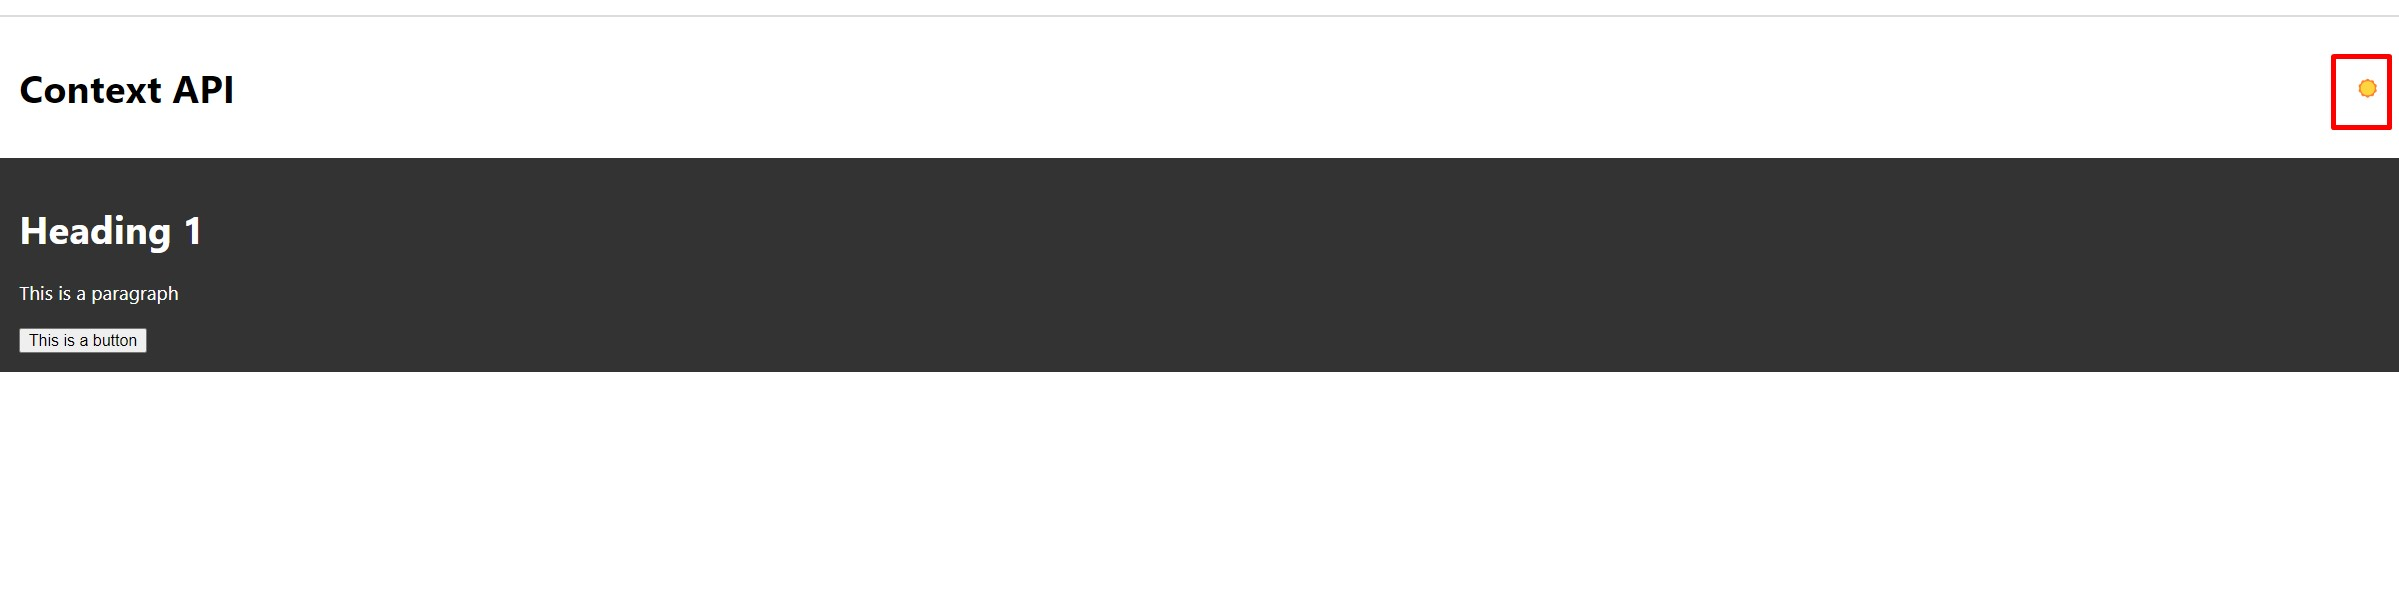 Context API
Heading 1
This is a paragraph
This is a button